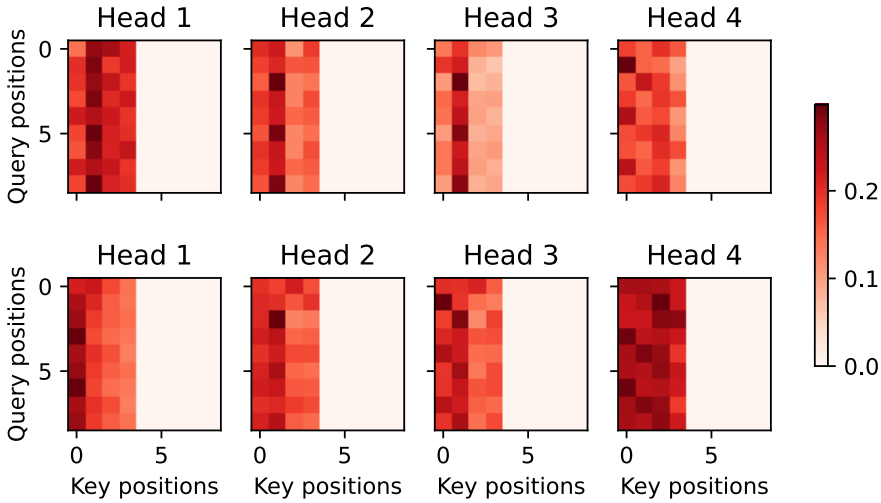 Head 1 Head 2 Head 3 Head 4
Query positions
0
5
0.2
0.1
0.0
Head 1 Head 2 Head 3 Head 4
Query positions
0
5
0 5 0 5 0 5 0 5
Key positions Key positions Key positions Key positions